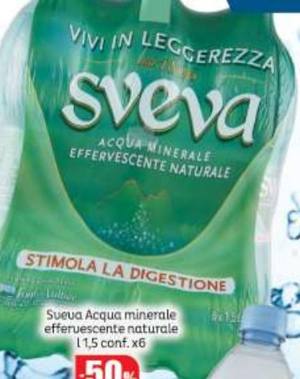 VIVI IN LEGGEREZZA
sveva
ACQUA MINERALE
EFFERVESCENTE NATURALE
STIMOLA LA DIGESTIONE
Sveva Acqua minerale
effervescente naturale
l 1,5 conf. x6
-50%